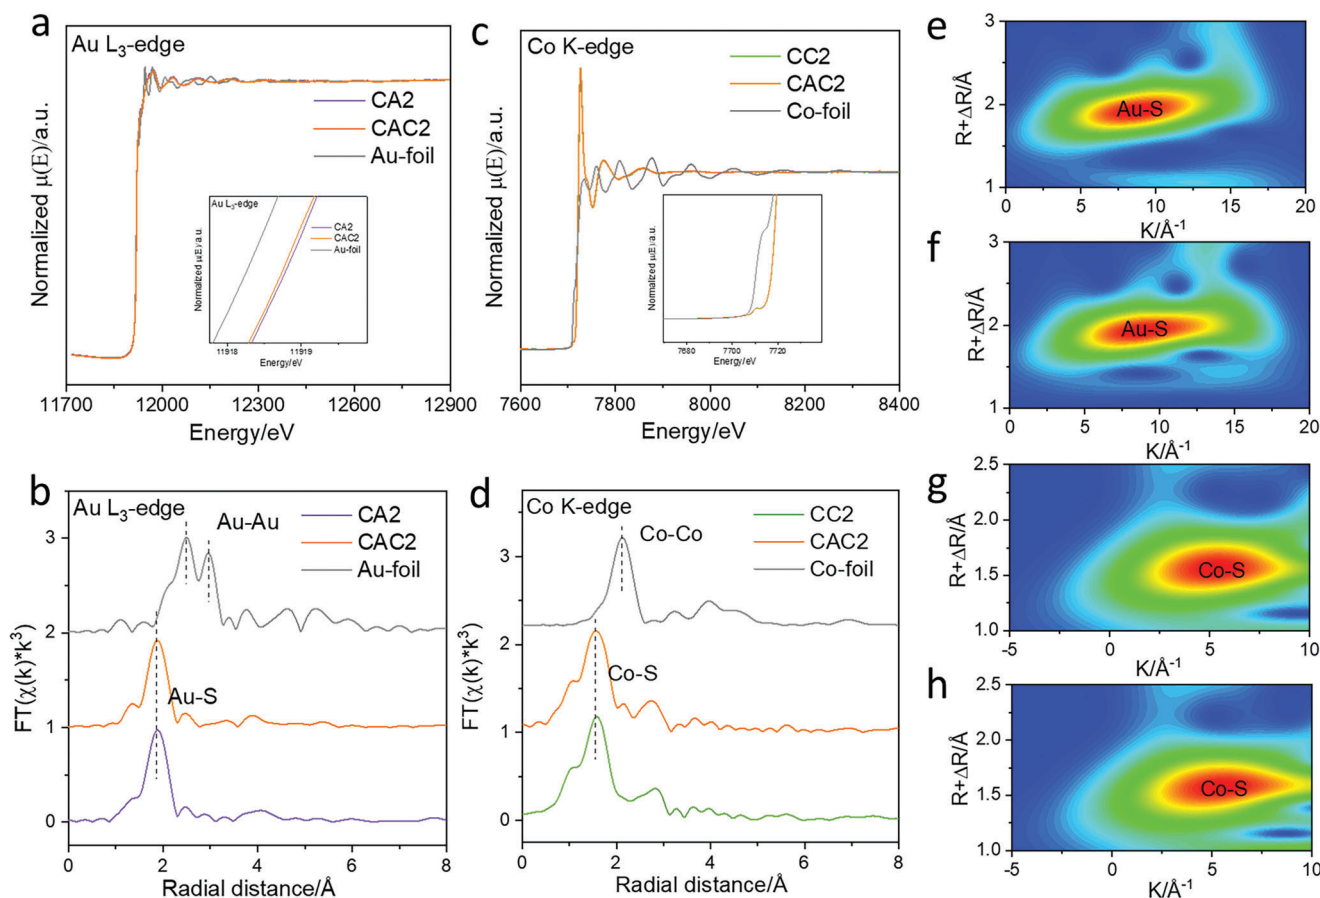 a
Au L₃-edge
CA2
CAC2
Au-foil
Normalized μ(E)/a.u.
Au L₃-edge
CA2
CAC2
Au-foil
Normalized μ(E)/a.u.
11918 11919
Energy/eV
11700 12000 12300 12600 12900
Energy/eV
c
Co K-edge
CC2
CAC2
Co-foil
Normalized μ(E)/a.u.
Normalized μ(E)/a.u.
7680 7700 7720
Energy/eV
7600 7800 8000 8200 8400
Energy/eV
e
3
2
1
R+ΔR/Å
Au-S
0 5 10 15 20
K/Å⁻¹
f
3
2
1
R+ΔR/Å
Au-S
0 5 10 15 20
K/Å⁻¹
b
Au L₃-edge
CA2
CAC2
Au-foil
Au-Au
Au-S
3
2
1
0
FT(χ(k)*k³)
0 1 2 3 4 5 6 7 8
Radial distance/Å
d
Co K-edge
CC2
CAC2
Co-foil
Co-Co
Co-S
3
2
1
0
FT(χ(k)*k³)
0 2 4 6 8
Radial distance/Å
g
2.5
2.0
1.5
1.0
R+ΔR/Å
Co-S
-5 0 5 10
K/Å⁻¹
h
2.5
2.0
1.5
1.0
R+ΔR/Å
Co-S
-5 0 5 10
K/Å⁻¹